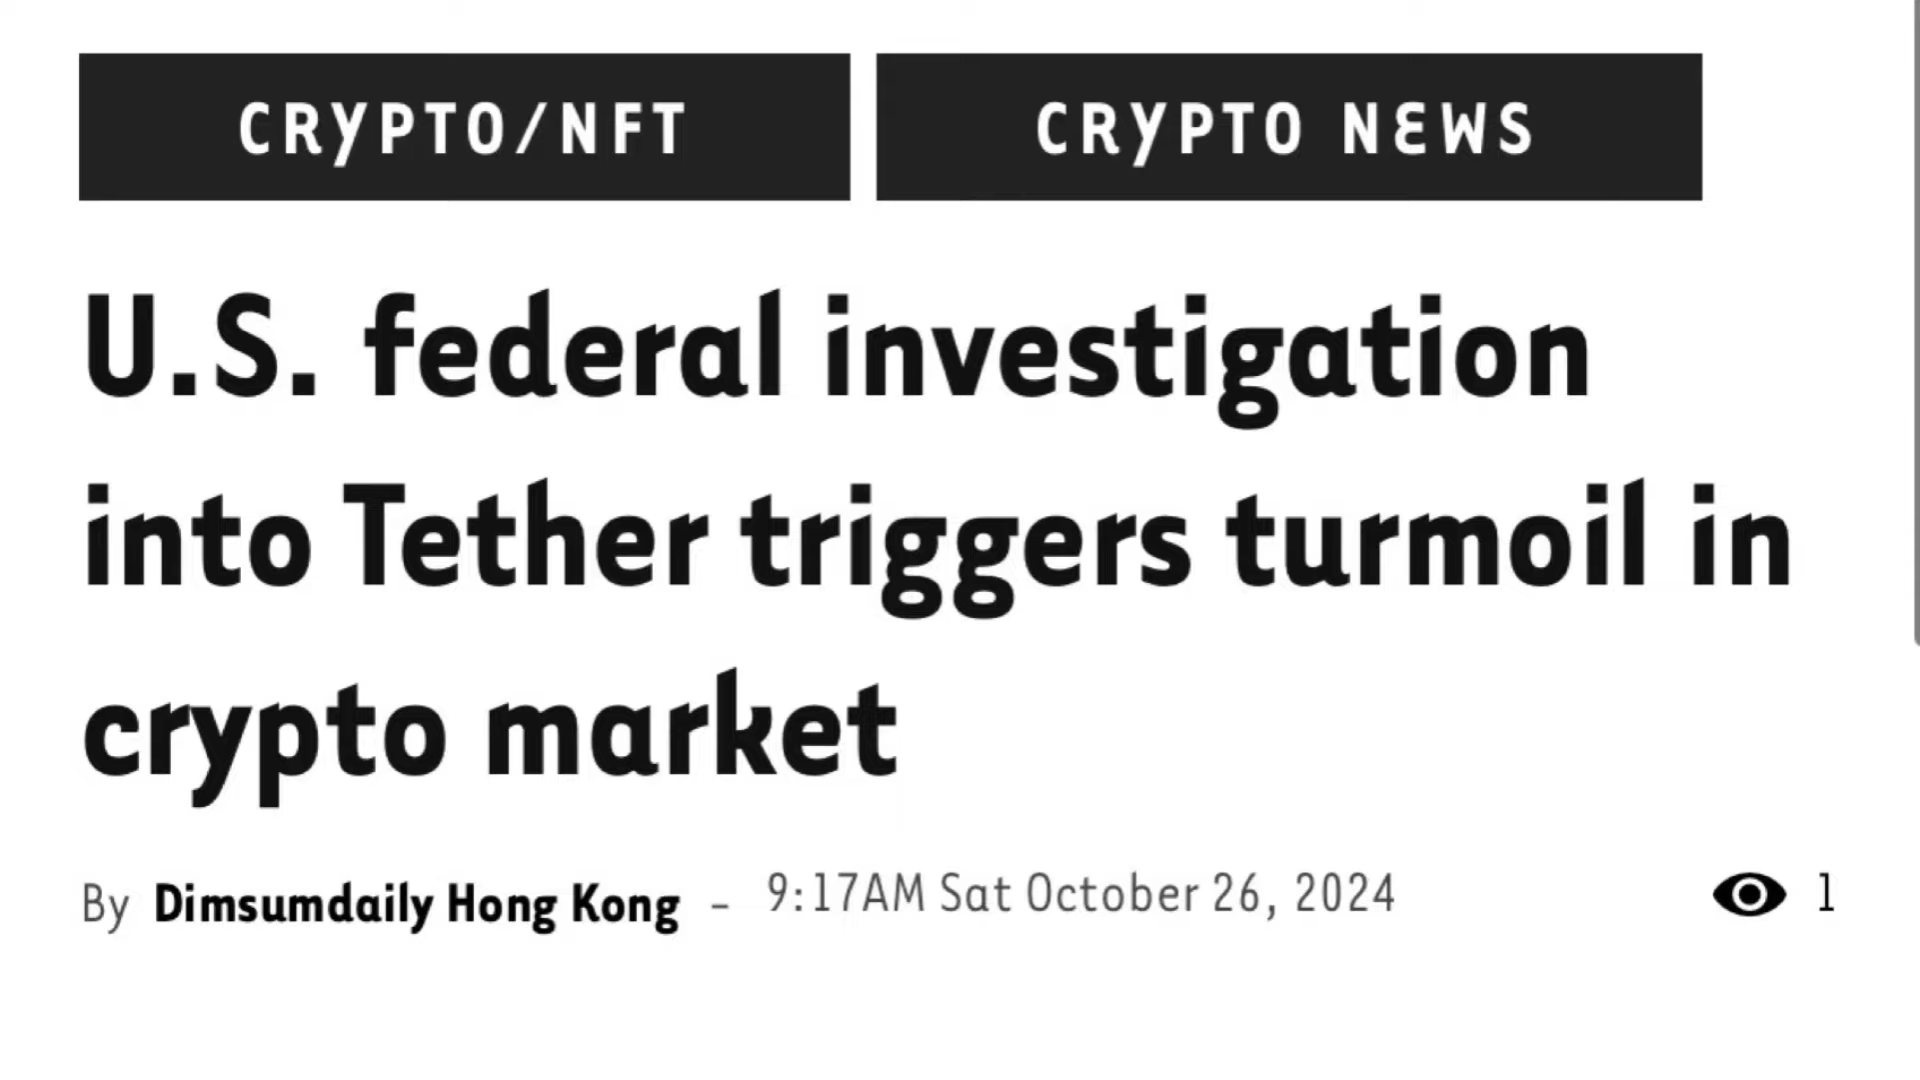 CRYPTO/NFT CRYPTO NEWS
U.S. federal investigation
into Tether triggers turmoil in
crypto market
By Dimsumdaily Hong Kong - 9:17AM Sat October 26, 2024 1